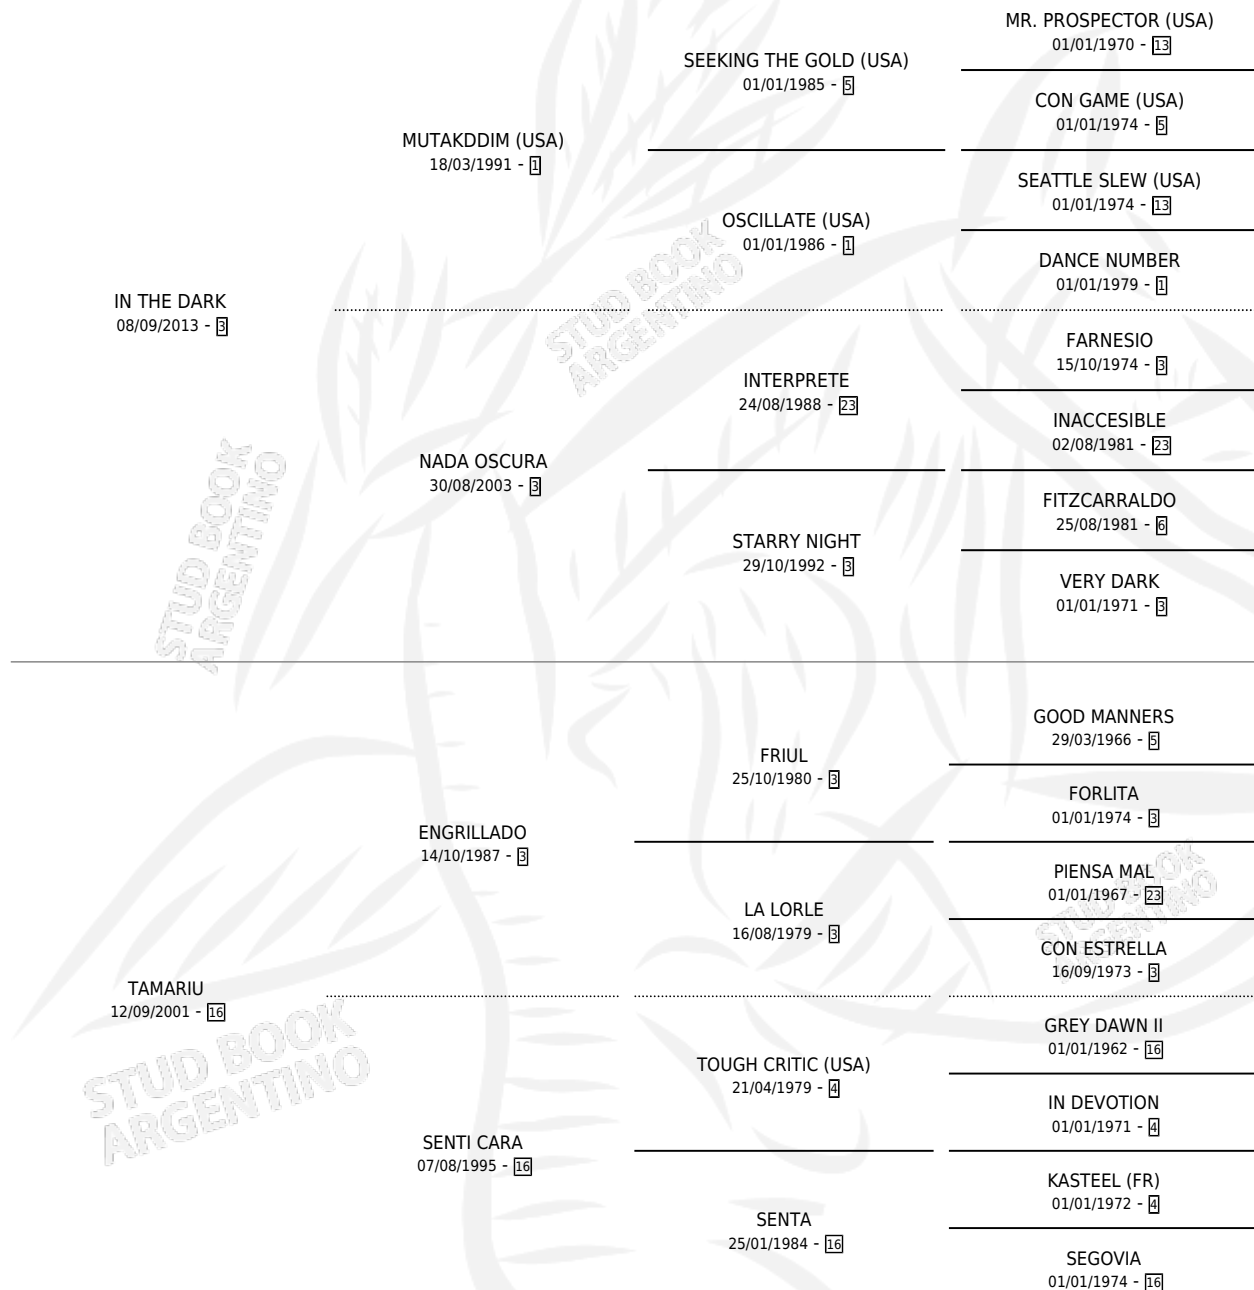 MR. PROSPECTOR (USA)
01/01/1970 - 13
SEEKING THE GOLD (USA)
01/01/1985 - 5
CON GAME (USA)
01/01/1974 - 5
MUTAKDDIM (USA)
18/03/1991 - 1
SEATTLE SLEW (USA)
01/01/1974 - 13
OSCILLATE (USA)
01/01/1986 - 1
DANCE NUMBER
01/01/1979 - 1
IN THE DARK
08/09/2013 - 3
FARNESIO
15/10/1974 - 3
INTERPRETE
24/08/1988 - 23
INACCESIBLE
02/08/1981 - 23
NADA OSCURA
30/08/2003 - 3
FITZCARRALDO
25/08/1981 - 6
STARRY NIGHT
29/10/1992 - 3
VERY DARK
01/01/1971 - 3
STUD BOOK
ARGENTINO
STUD BOOK
ARGENTINO
GOOD MANNERS
29/03/1966 - 5
FRIUL
25/10/1980 - 3
FORLITA
01/01/1974 - 3
ENGRILLADO
14/10/1987 - 3
PIENSA MAL
01/01/1967 - 23
LA LORLE
16/08/1979 - 3
CON ESTRELLA
16/09/1973 - 3
TAMARIU
12/09/2001 - 16
GREY DAWN II
01/01/1962 - 16
TOUGH CRITIC (USA)
21/04/1979 - 4
IN DEVOTION
01/01/1971 - 4
SENTI CARA
07/08/1995 - 16
KASTEEL (FR)
01/01/1972 - 4
SENTA
25/01/1984 - 16
SEGOVIA
01/01/1974 - 16
STUD BOOK
ARGENTINO
STUD BOOK
ARGENTINO